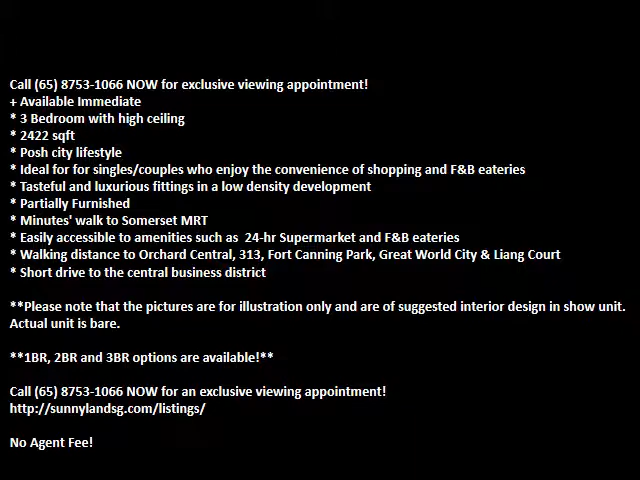 Call (65) 8753-1066 NOW for exclusive viewing appointment!
+ Available Immediate
* 3 Bedroom with high ceiling
* 2422 sqft
* Posh city lifestyle
* Ideal for for singles/couples who enjoy the convenience of shopping and F&B eateries
* Tasteful and luxurious fittings in a low density development
* Partially Furnished
* Minutes' walk to Somerset MRT
* Easily accessible to amenities such as  24-hr Supermarket and F&B eateries
* Walking distance to Orchard Central, 313, Fort Canning Park, Great World City & Liang Court
* Short drive to the central business district
**Please note that the pictures are for illustration only and are of suggested interior design in show unit.
Actual unit is bare.
**1BR, 2BR and 3BR options are available!**
Call (65) 8753-1066 NOW for an exclusive viewing appointment!
http://sunnylandsg.com/listings/
No Agent Fee!